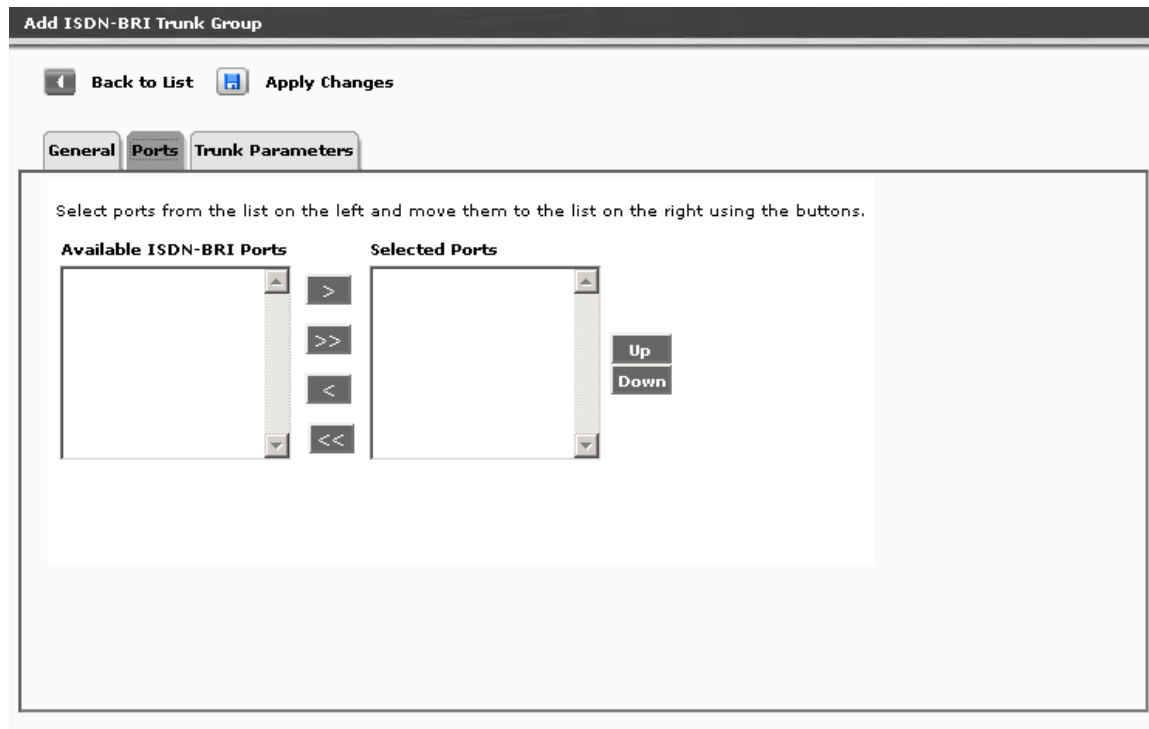 Add ISDN-BRI Trunk Group
Back to List Apply Changes
General Ports Trunk Parameters
Select ports from the list on the left and move them to the list on the right using the buttons.
Available ISDN-BRI Ports Selected Ports
>
>>
<
<<
Up
Down